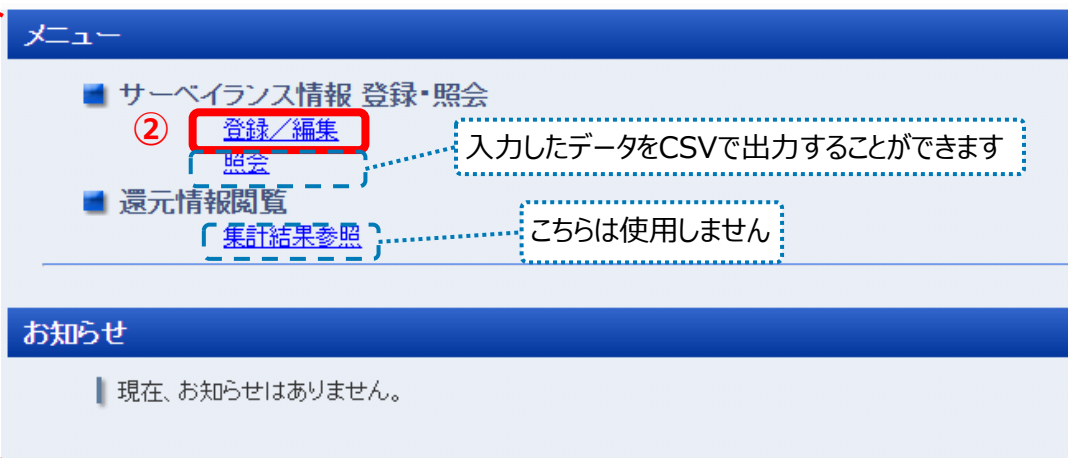 メニュー
サーベイランス情報 登録・照会
② 登録／編集
入力したデータをCSVで出力することができます
照会
還元情報閲覧
集計結果参照
こちらは使用しません
お知らせ
現在、お知らせはありません。